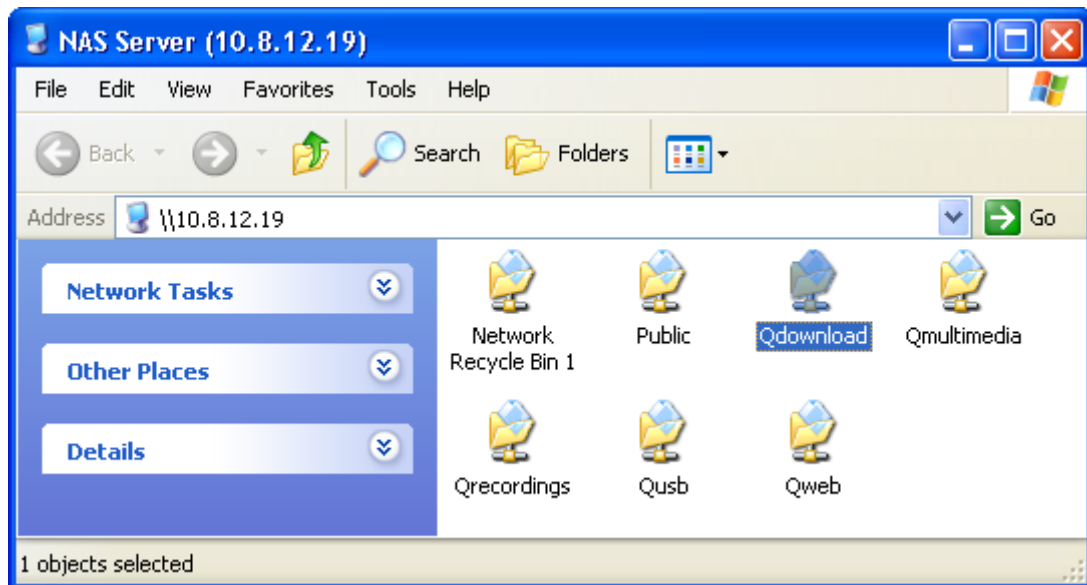 NAS Server (10.8.12.19)
File Edit View Favorites Tools Help
Back Search Folders
Address \\10.8.12.19 Go
Network Tasks
Other Places
Details
Network
Recycle Bin 1
Public
Qdownload
Qmultimedia
Qrecordings
Qusb
Qweb
1 objects selected